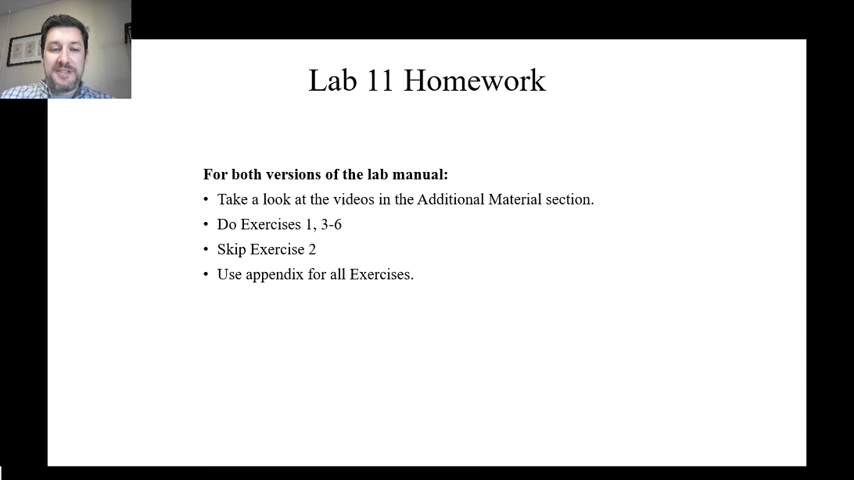 Lab 11 Homework
For both versions of the lab manual:
• Take a look at the videos in the Additional Material section.
• Do Exercises 1, 3-6
• Skip Exercise 2
• Use appendix for all Exercises.